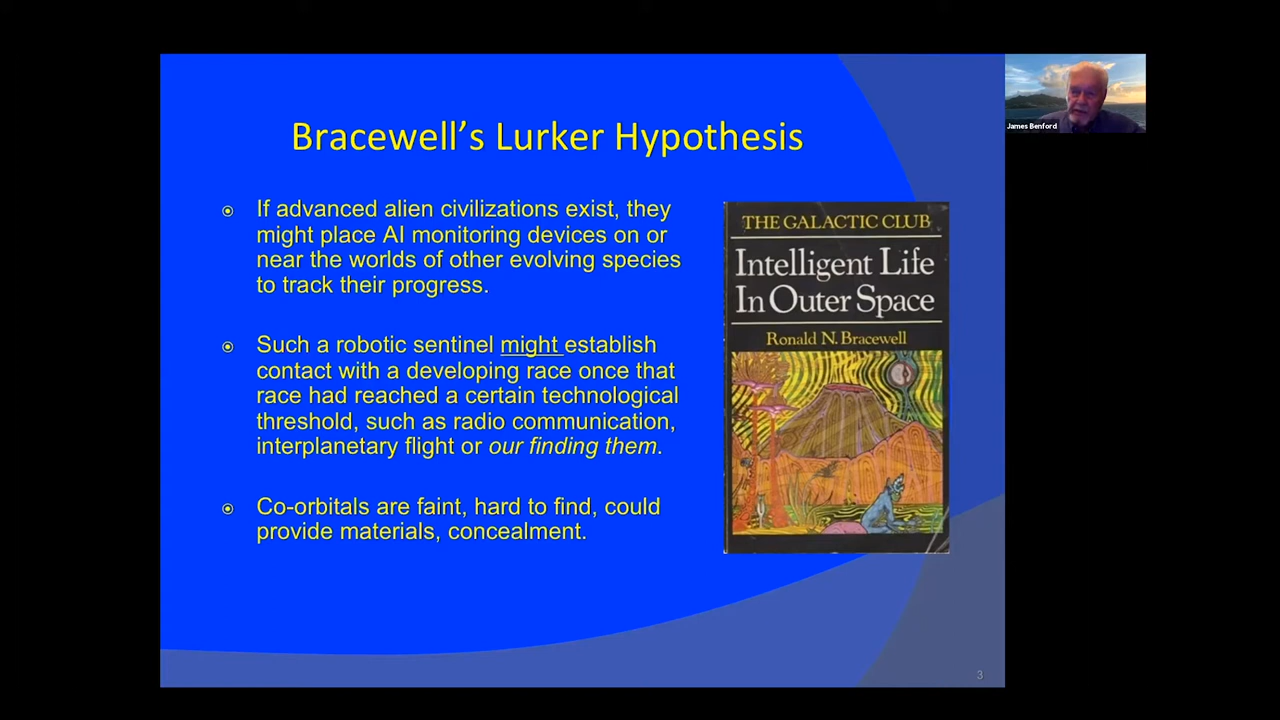 Bracewell’s Lurker Hypothesis
If advanced alien civilizations exist, they
might place AI monitoring devices on or
near the worlds of other evolving species
to track their progress.
Such a robotic sentinel might establish
contact with a developing race once that
race had reached a certain technological
threshold, such as radio communication,
interplanetary flight or our finding them.
Co-orbitals are faint, hard to find, could
provide materials, concealment.
THE GALACTIC CLUB
Intelligent Life
In Outer Space
Ronald N. Bracewell
James Benford
3